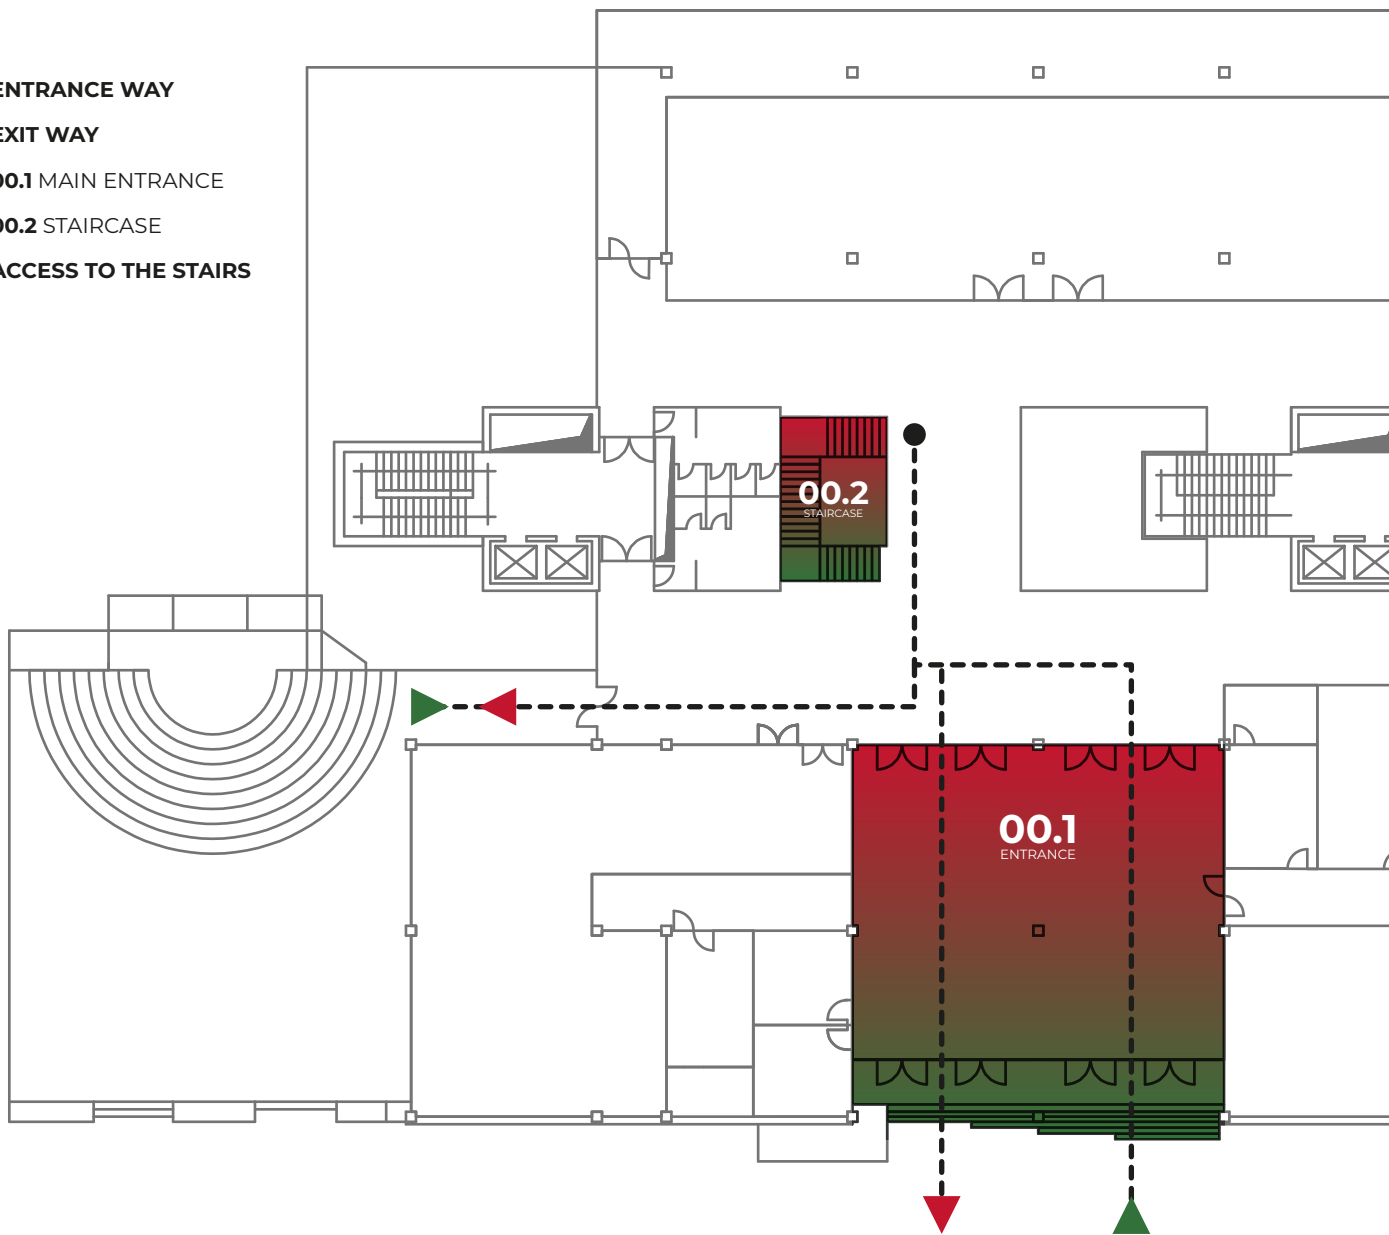 ENTRANCE WAY
EXIT WAY
00.1 MAIN ENTRANCE
00.2 STAIRCASE
ACCESS TO THE STAIRS
00.2
STAIRCASE
00.1
ENTRANCE